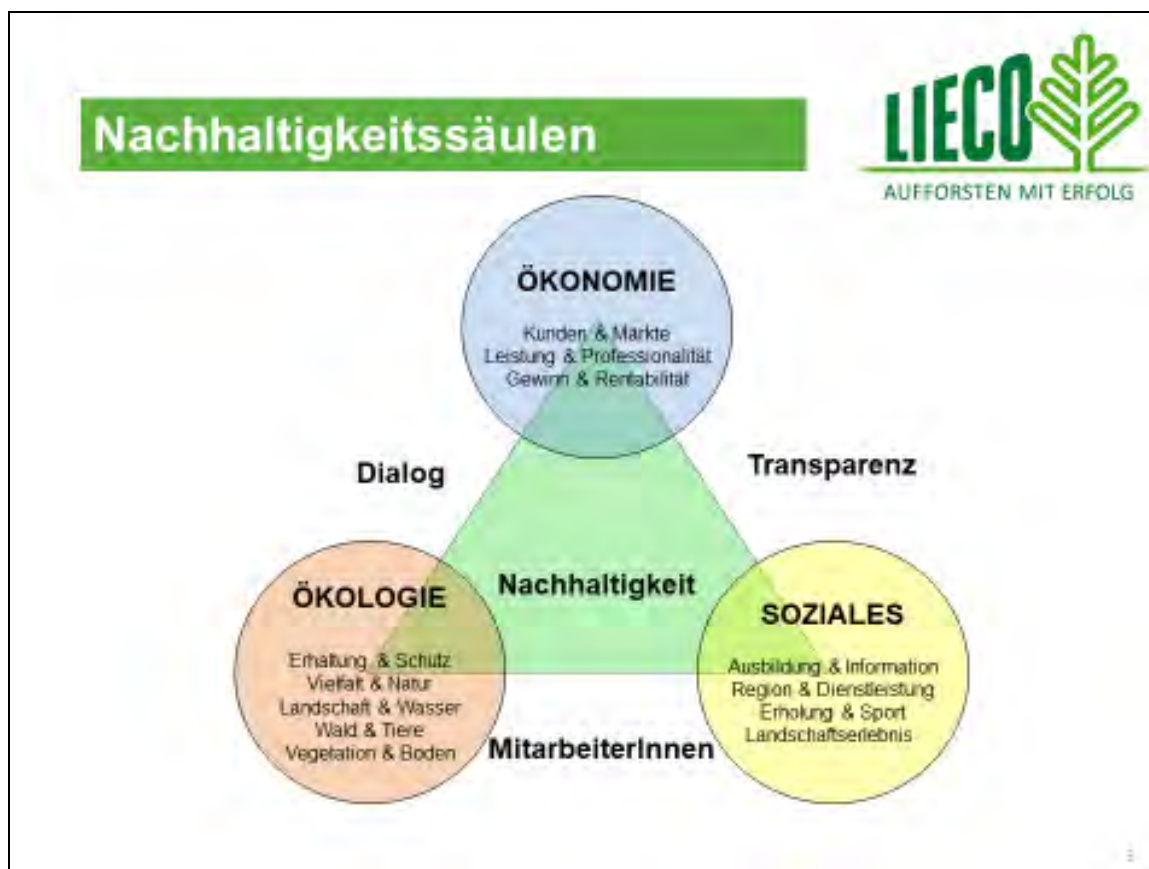 Nachhaltigkeitssäulen
LIECO
AUFFORSTEN MIT ERFOLG
ÖKONOMIE
Kunden & Märkte
Leistung & Professionalität
Gewinn & Rentabilität
Dialog
Transparenz
Nachhaltigkeit
ÖKOLOGIE
Erhaltung & Schutz
Vielfalt & Natur
Landschaft & Wasser
Wald & Tiere
Vegetation & Boden
SOZIALES
Ausbildung & Information
Region & Dienstleistung
Erholung & Sport
Landschaftserlebnis
MitarbeiterInnen